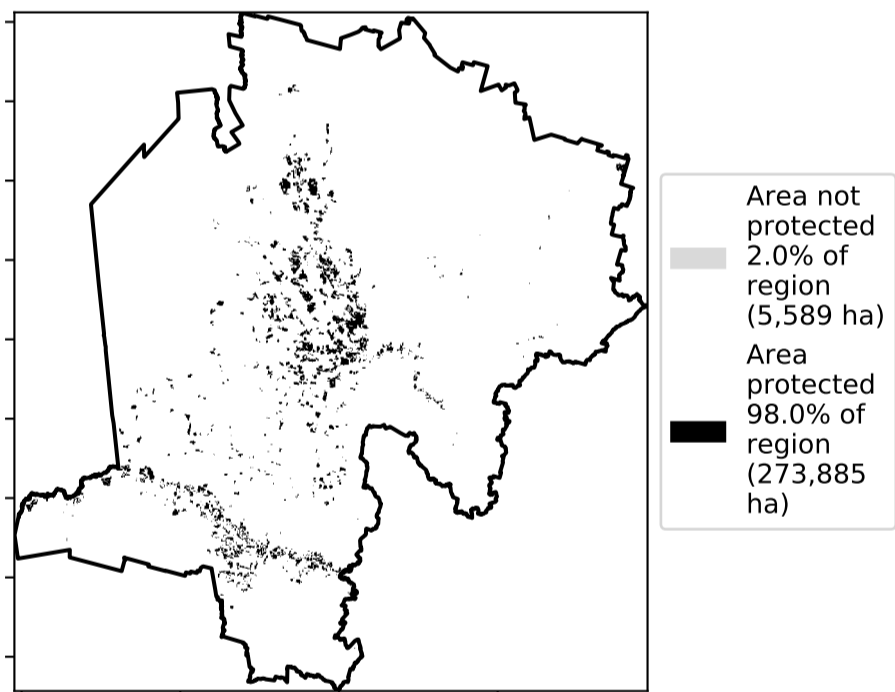 Area not
protected
2.0% of
region
(5,589 ha)
Area
protected
98.0% of
region
(273,885
ha)